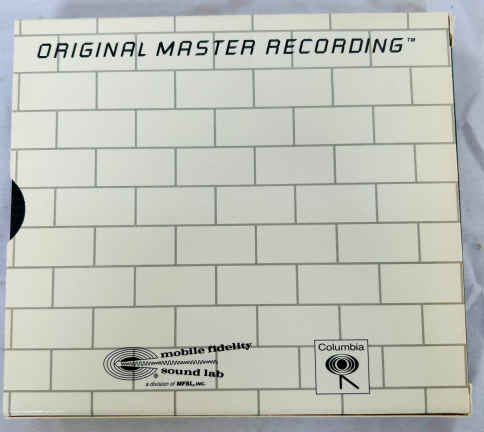 ORIGINAL MASTER RECORDING™
mobile fidelity
sound lab
®
a division of MFSL, INC.
Columbia